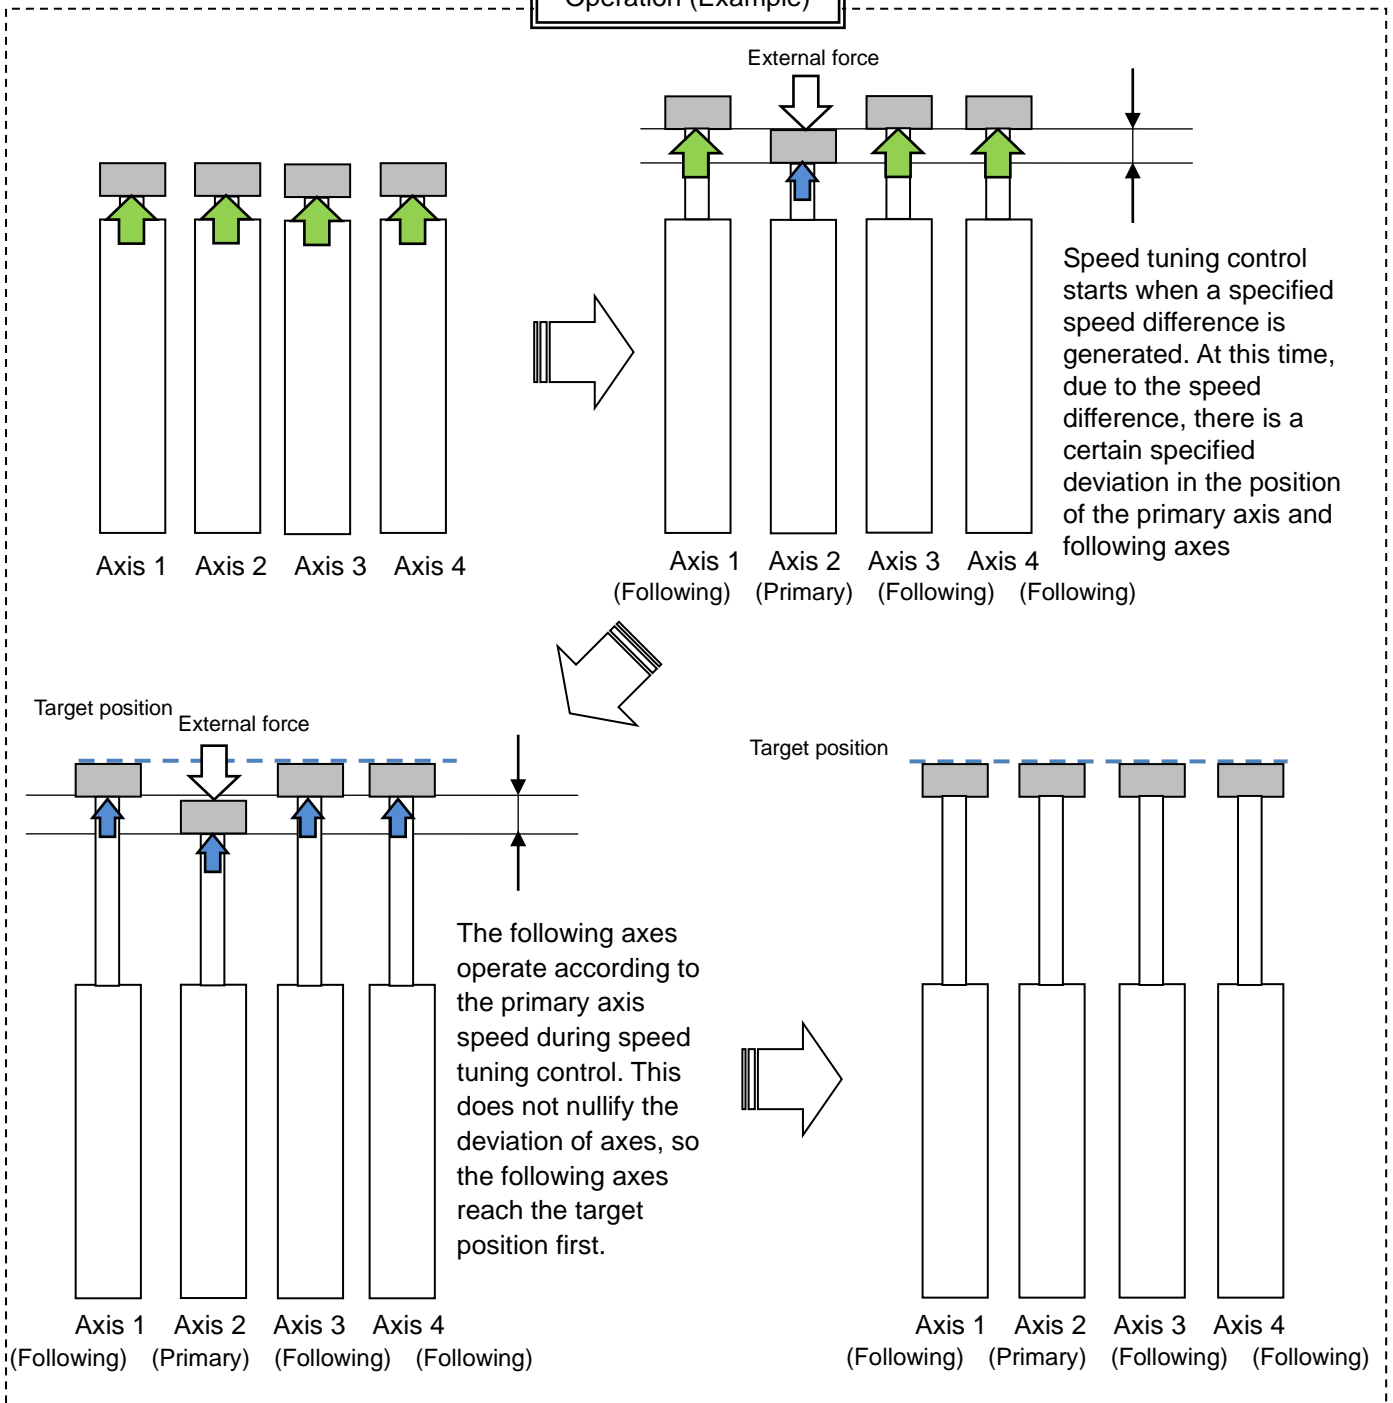 Operation (Example)
Axis 1 Axis 2 Axis 3 Axis 4
External force
Axis 1 Axis 2 Axis 3 Axis 4
(Following) (Primary) (Following) (Following)
Speed tuning control
starts when a specified
speed difference is
generated. At this time,
due to the speed
difference, there is a
certain specified
deviation in the position
of the primary axis and
following axes
Target position
External force
Axis 1 Axis 2 Axis 3 Axis 4
(Following) (Primary) (Following) (Following)
The following axes
operate according to
the primary axis
speed during speed
tuning control. This
does not nullify the
deviation of axes, so
the following axes
reach the target
position first.
Target position
Axis 1 Axis 2 Axis 3 Axis 4
(Following) (Primary) (Following) (Following)